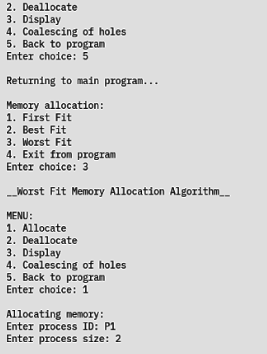 2. Deallocate
3. Display
4. Coalescing of holes
5. Back to program
Enter choice: 5
Returning to main program...
Memory allocation:
1. First Fit
2. Best Fit
3. Worst Fit
4. Exit from program
Enter choice: 3
__Worst Fit Memory Allocation Algorithm__
MENU:
1. Allocate
2. Deallocate
3. Display
4. Coalescing of holes
5. Back to program
Enter choice: 1
Allocating memory:
Enter process ID: P1
Enter process size: 2